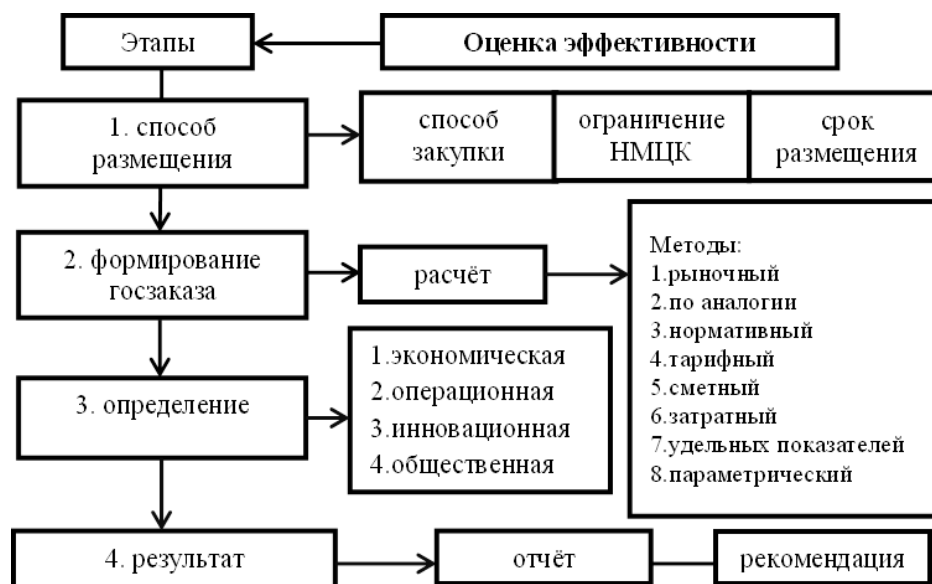 Этапы
Оценка эффективности
1. способ
размещения
способ
закупки
ограничение
НМЦК
срок
размещения
2. формирование
госзаказа
расчёт
Методы:
1.рыночный
2.по аналогии
3.нормативный
4.тарифный
5.сметный
6.затратный
7.удельных показателей
8.параметрический
3. определение
1.экономическая
2.операционная
3.инновационная
4.общественная
4. результат
отчёт
рекомендация